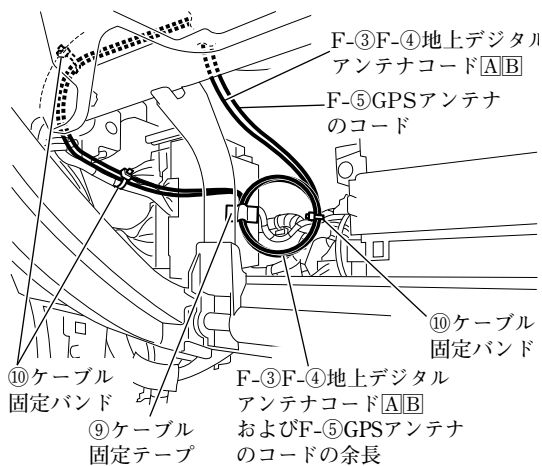 F-③F-④地上デジタル
アンテナコードAB
F-⑤GPSアンテナ
のコード
⑩ケーブル
固定バンド
⑩ケーブル
固定バンド
⑨ケーブル
固定テープ
F-③F-④地上デジタル
アンテナコードAB
およびF-⑤GPSアンテナ
のコードの余長